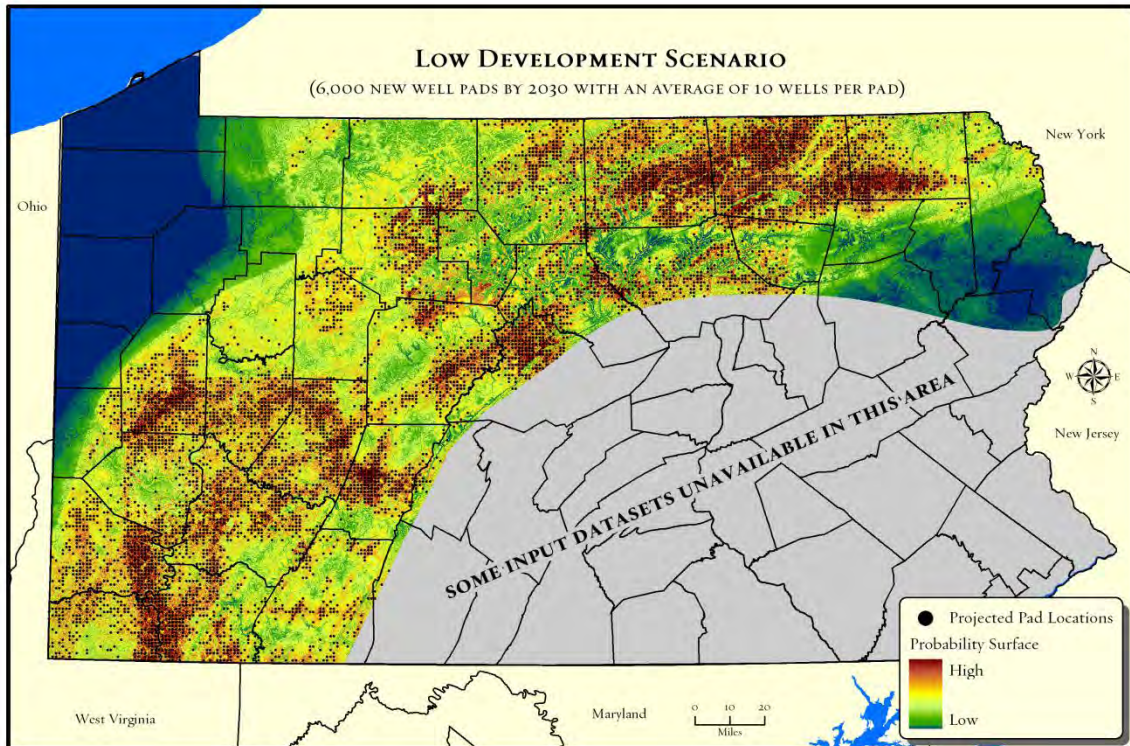 LOW DEVELOPMENT SCENARIO
(6,000 NEW WELL PADS BY 2030 WITH AN AVERAGE OF 10 WELLS PER PAD)
New York
Ohio
N
W E
S
New Jersey
SOME INPUT DATASETS UNAVAILABLE IN THIS AREA
Projected Pad Locations
Probability Surface
High
Low
West Virginia
Maryland
0 10 20
Miles